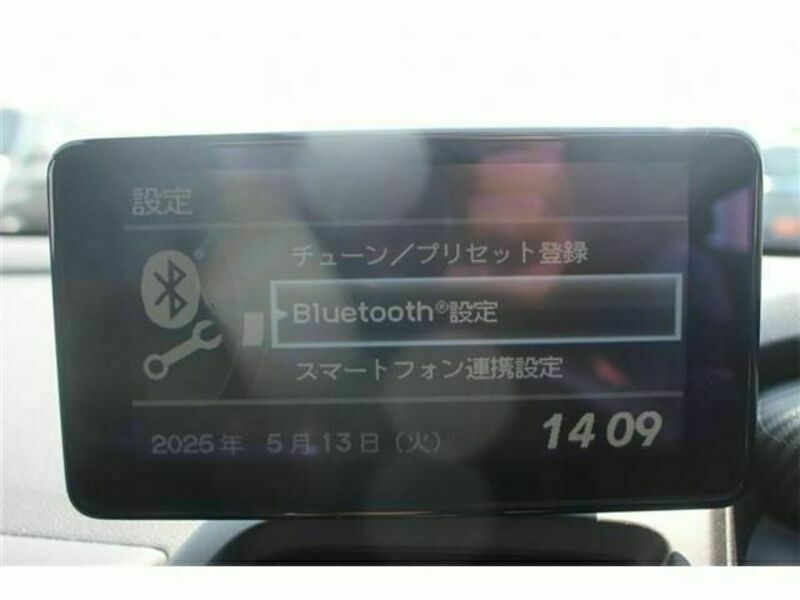 設定
チューン／プリセット登録
Bluetooth®設定
スマートフォン連携設定
2025年 5月13日（火）
14 09